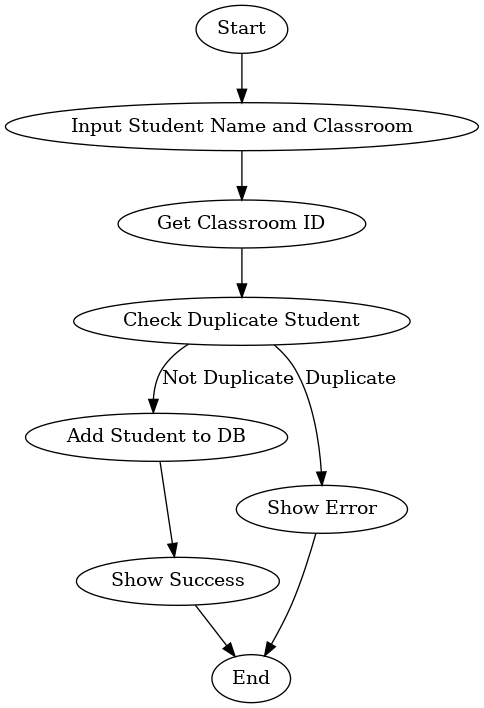 Start
Input Student Name and Classroom
Get Classroom ID
Check Duplicate Student
Not Duplicate
Duplicate
Add Student to DB
Show Error
Show Success
End